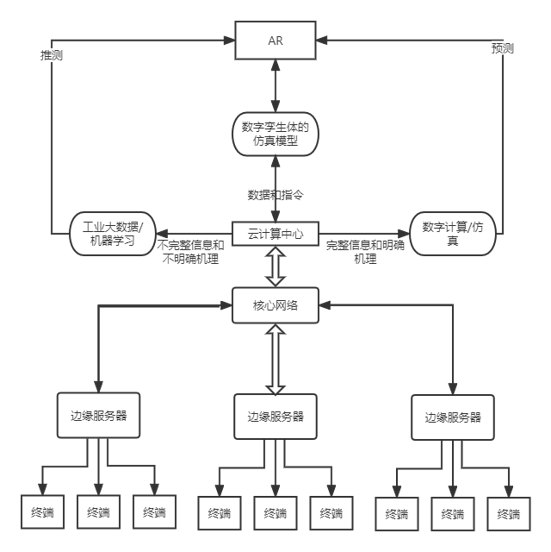 AR
推测
预测
数字孪生体的
仿真模型
数据和指令
工业大数据/
机器学习
不完整信息和
不明确机理
云计算中心
完整信息和明确
机理
数字计算/仿
真
核心网络
边缘服务器
边缘服务器
边缘服务器
终端
终端
终端
终端
终端
终端
终端
终端
终端